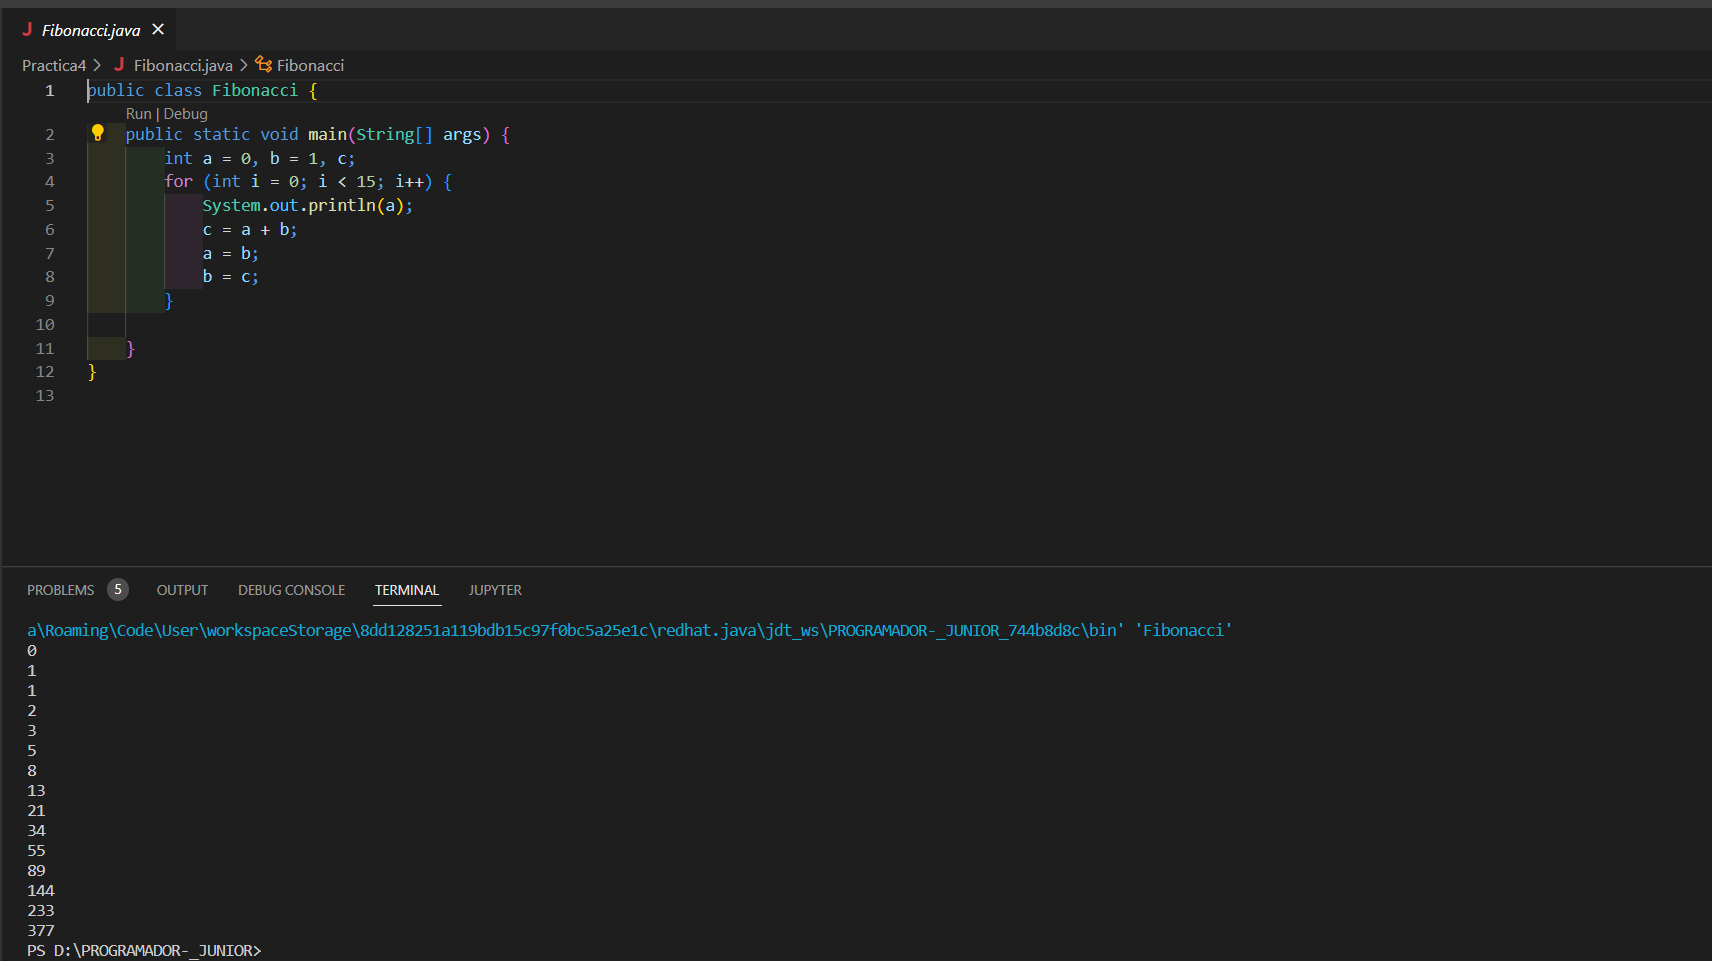 J Fibonacci.java ×
Practica4 > J Fibonacci.java > Fibonacci
1 public class Fibonacci {
Run | Debug
2 public static void main(String[] args) {
3 int a = 0, b = 1, c;
4 for (int i = 0; i < 15; i++) {
5 System.out.println(a);
6 c = a + b;
7 a = b;
8 b = c;
9 }
10
11 }
12 }
13
PROBLEMS 5 OUTPUT DEBUG CONSOLE TERMINAL JUPYTER
a\Roaming\Code\User\workspaceStorage\8dd128251a119bdb15c97f0bc5a25e1c\redhat.java\jdt_ws\PROGRAMADOR-_JUNIOR_744b8d8c\bin' 'Fibonacci'
0
1
1
2
3
5
8
13
21
34
55
89
144
233
377
PS D:\PROGRAMADOR-_JUNIOR>